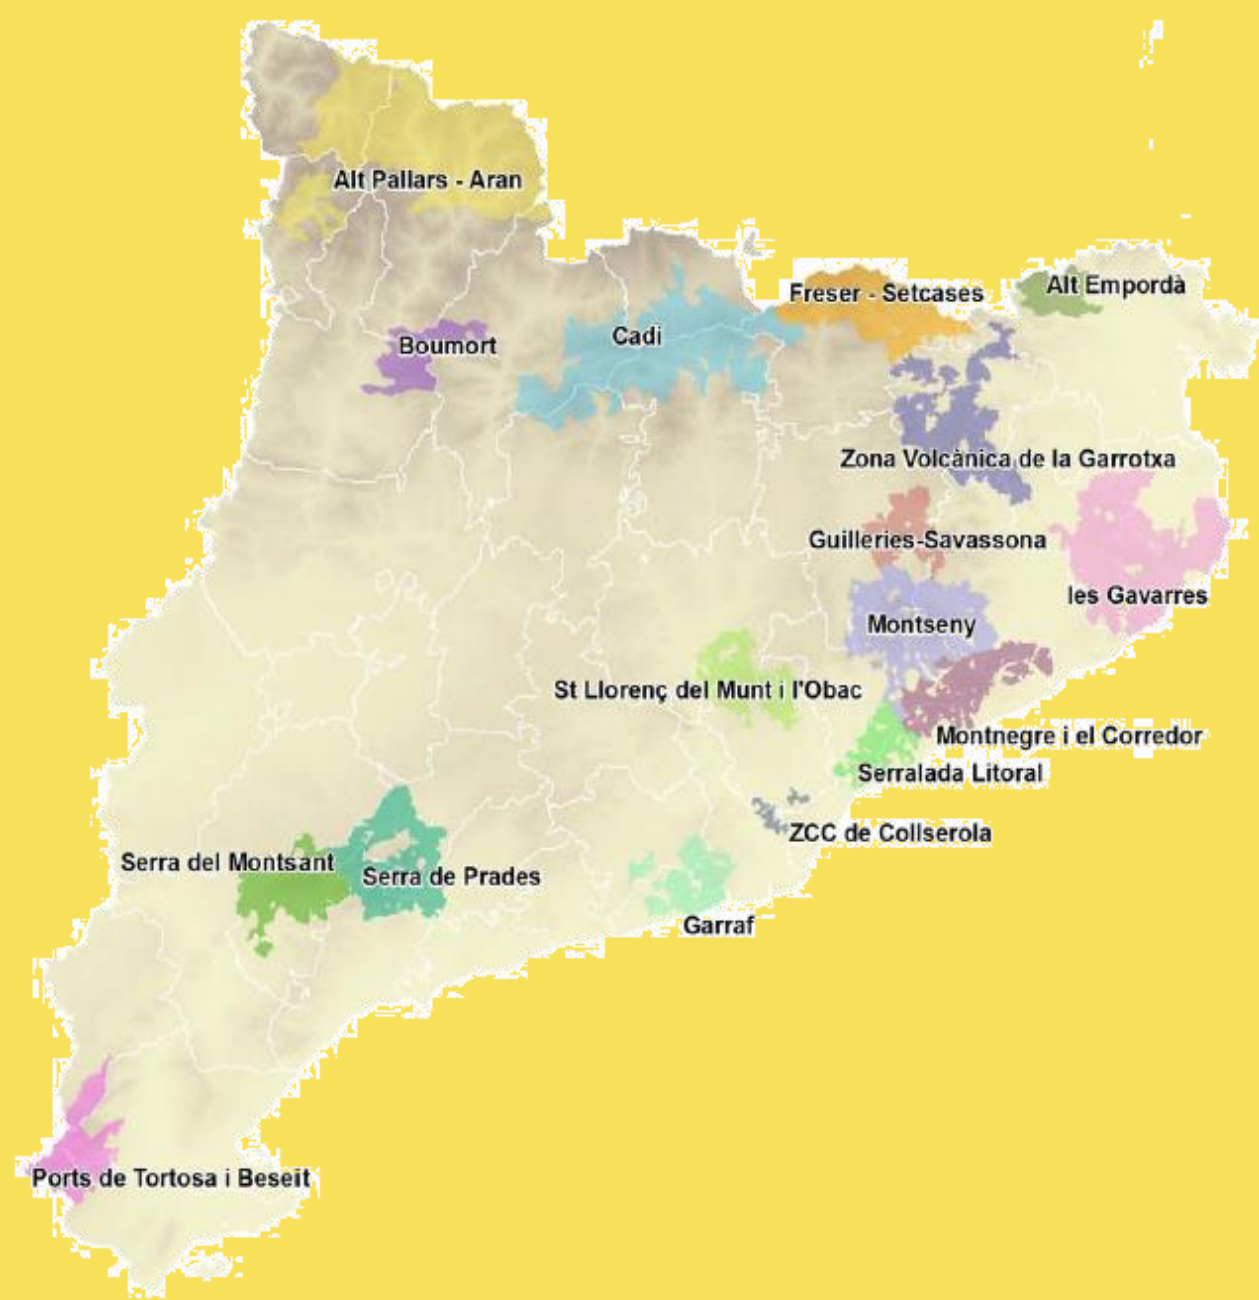 Alt Pallars - Aran
Freser - Setcases
Alt Empordà
Boumort
Cadi
Zona Volcànica de la Garrotxa
Guilleries-Savassona
les Gavarres
Montseny
St Llorenç del Munt i l'Obac
Montnegre i el Corredor
Serralada Litoral
ZCC de Collserola
Serra del Montsant
Serra de Prades
Garraf
Ports de Tortosa i Beseit